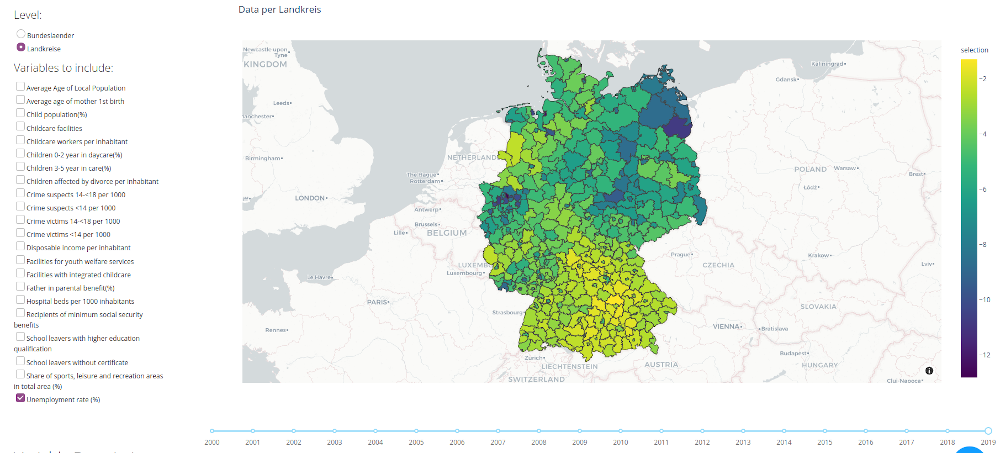 Level:
Bundeslaender
Landkreise
Variables to include:
Average Age of Local Population
Average age of mother 1st birth
Child population(%)
Childcare facilities
Childcare workers per inhabitant
Children 0-2 year in daycare(%)
Children 3-5 year in care(%)
Children affected by divorce per inhabitant
Crime suspects 14-<18 per 1000
Crime suspects <14 per 1000
Crime victims 14-<18 per 1000
Crime victims <14 per 1000
Disposable income per inhabitant
Facilities for youth welfare services
Facilities with integrated childcare
Father in parental benefit(%)
Hospital beds per 1000 inhabitants
Recipients of minimum social security
benefits
School leavers with higher education
qualification
School leavers without certificate
Share of sports, leisure and recreation areas
in total area (%)
Unemployment rate (%)
Data per Landkreis
Newcastle upon
Tyne
KINGDOM
Leeds
Birmingham
LONDON
NETHERLAND
The Hague
Rotterdam
Antwerp
Brussels
Lille
BELGIUM
LUXEM
Luxembourg
Le Havre
PARIS
Rennes
Strasbourg
Zürich
LIECHTENSTEIN
SWITZERLAND
AUSTRIA
Prague
CZECHIA
VIENNA
Bratislava
Budapest
HUNGARY
SLOVAKIA
Krakow
Lviv
POLAND
Warsaw
Łódź
Brest
Gdansk
Kaliningrad
Cluj Napoca
selection
−2
−4
−6
−8
−10
−12
2000 2001 2002 2003 2004 2005 2006 2007 2008 2009 2010 2011 2012 2013 2014 2015 2016 2017 2018 2019